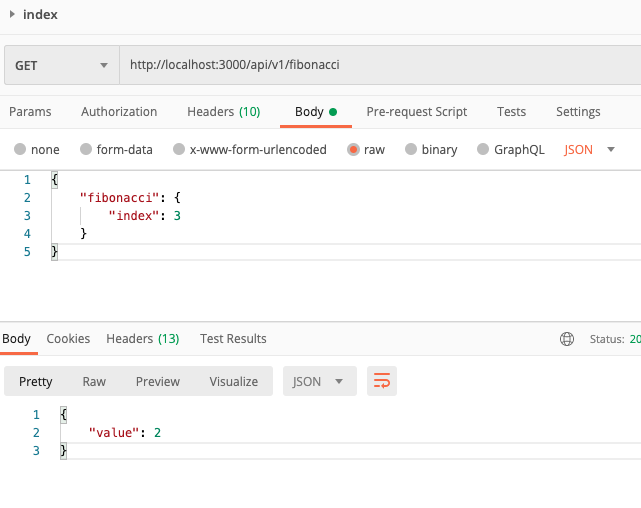 index
GET http://localhost:3000/api/v1/fibonacci
Params Authorization Headers (10) Body Pre-request Script Tests Settings
none form-data x-www-form-urlencoded raw binary GraphQL JSON
1 {
2 "fibonacci": {
3 "index": 3
4 }
5 }
Body Cookies Headers (13) Test Results Status: 20
Pretty Raw Preview Visualize JSON
1 {
2 "value": 2
3 }